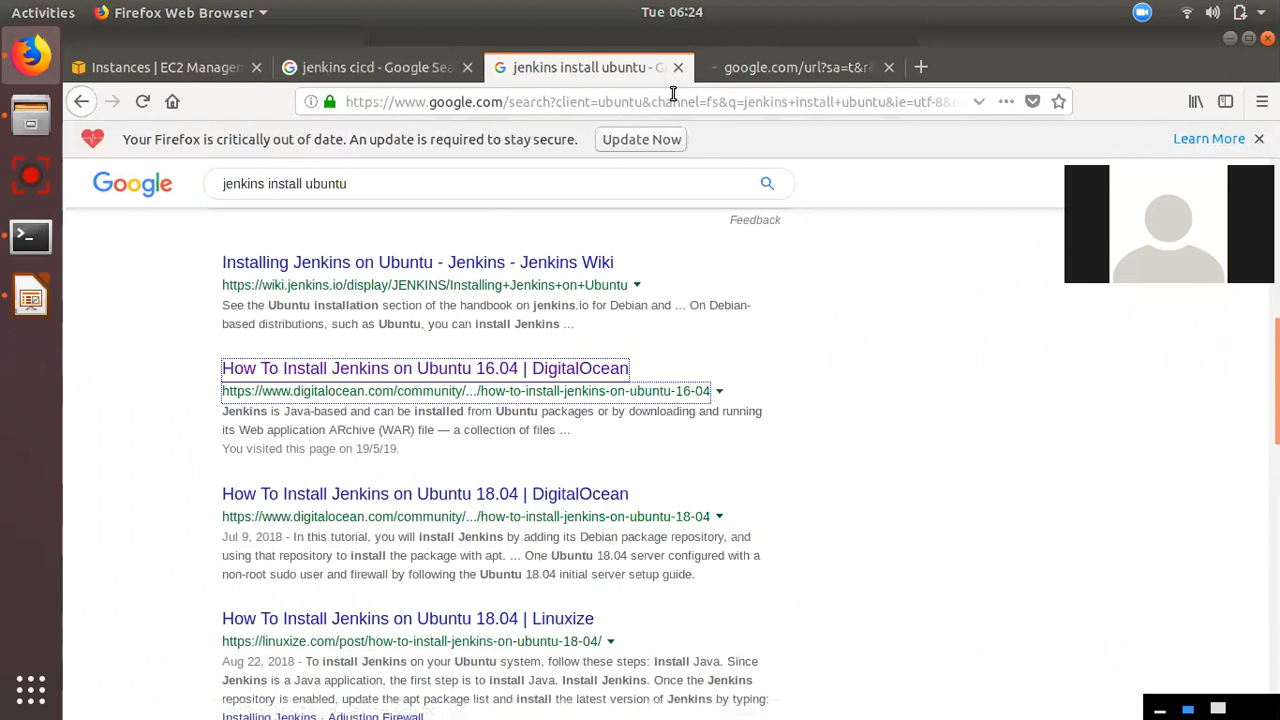 Activities
Firefox Web Browser
Tue 06:24
Instances | EC2 Managem
jenkins cicd - Google Sea
jenkins install ubuntu - G
google.com/url?sa=t&r
https://www.google.com/search?client=ubuntu&channel=fs&q=jenkins+install+ubuntu&ie=utf-8&
Your Firefox is critically out of date. An update is required to stay secure.
Update Now
Learn More
Google
jenkins install ubuntu
Feedback
Installing Jenkins on Ubuntu - Jenkins - Jenkins Wiki
https://wiki.jenkins.io/display/JENKINS/Installing+Jenkins+on+Ubuntu
See the Ubuntu installation section of the handbook on jenkins.io for Debian and ... On Debian-
based distributions, such as Ubuntu, you can install Jenkins ...
How To Install Jenkins on Ubuntu 16.04 | DigitalOcean
https://www.digitalocean.com/community/.../how-to-install-jenkins-on-ubuntu-16-04
Jenkins is Java-based and can be installed from Ubuntu packages or by downloading and running
its Web application ARchive (WAR) file — a collection of files ...
You visited this page on 19/5/19.
How To Install Jenkins on Ubuntu 18.04 | DigitalOcean
https://www.digitalocean.com/community/.../how-to-install-jenkins-on-ubuntu-18-04
Jul 9, 2018 - In this tutorial, you will install Jenkins by adding its Debian package repository, and
using that repository to install the package with apt. ... One Ubuntu 18.04 server configured with a
non-root sudo user and firewall by following the Ubuntu 18.04 initial server setup guide.
How To Install Jenkins on Ubuntu 18.04 | Linuxize
https://linuxize.com/post/how-to-install-jenkins-on-ubuntu-18-04/
Aug 22, 2018 - To install Jenkins on your Ubuntu system, follow these steps: Install Java. Since
Jenkins is a Java application, the first step is to install Java. Install Jenkins. Once the Jenkins
repository is enabled, update the apt package list and install the latest version of Jenkins by typing:
Installing Jenkins · Adjusting Firewall